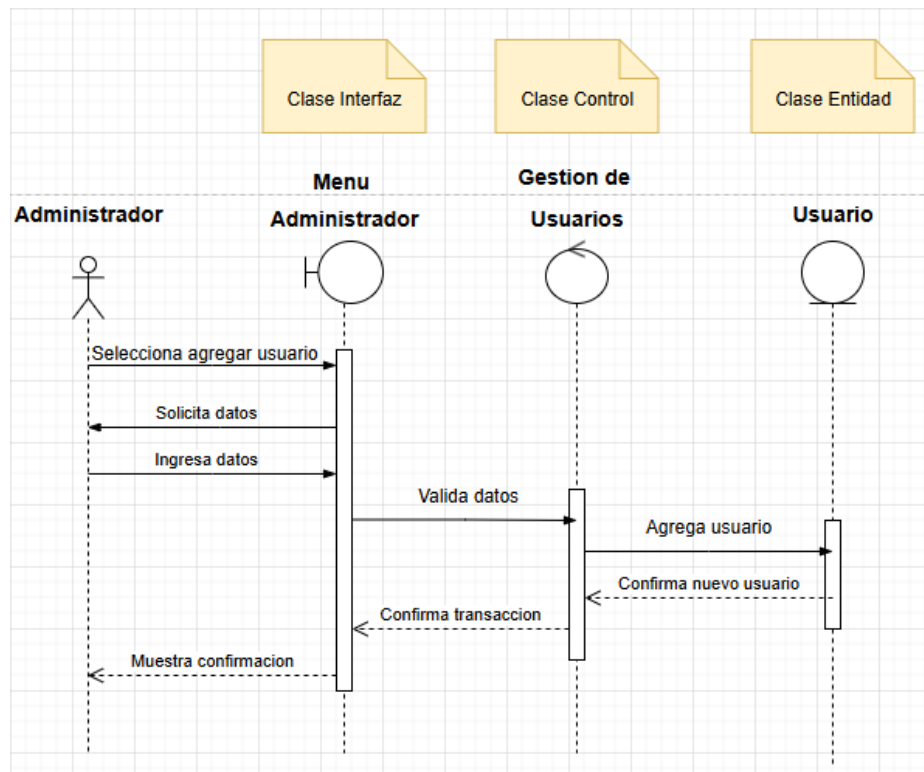 Clase Interfaz
Clase Control
Clase Entidad
Administrador
Menu
Administrador
Gestion de
Usuarios
Usuario
Selecciona agregar usuario
Solicita datos
Ingresa datos
Valida datos
Agrega usuario
Confirma nuevo usuario
Confirma transaccion
Muestra confirmacion